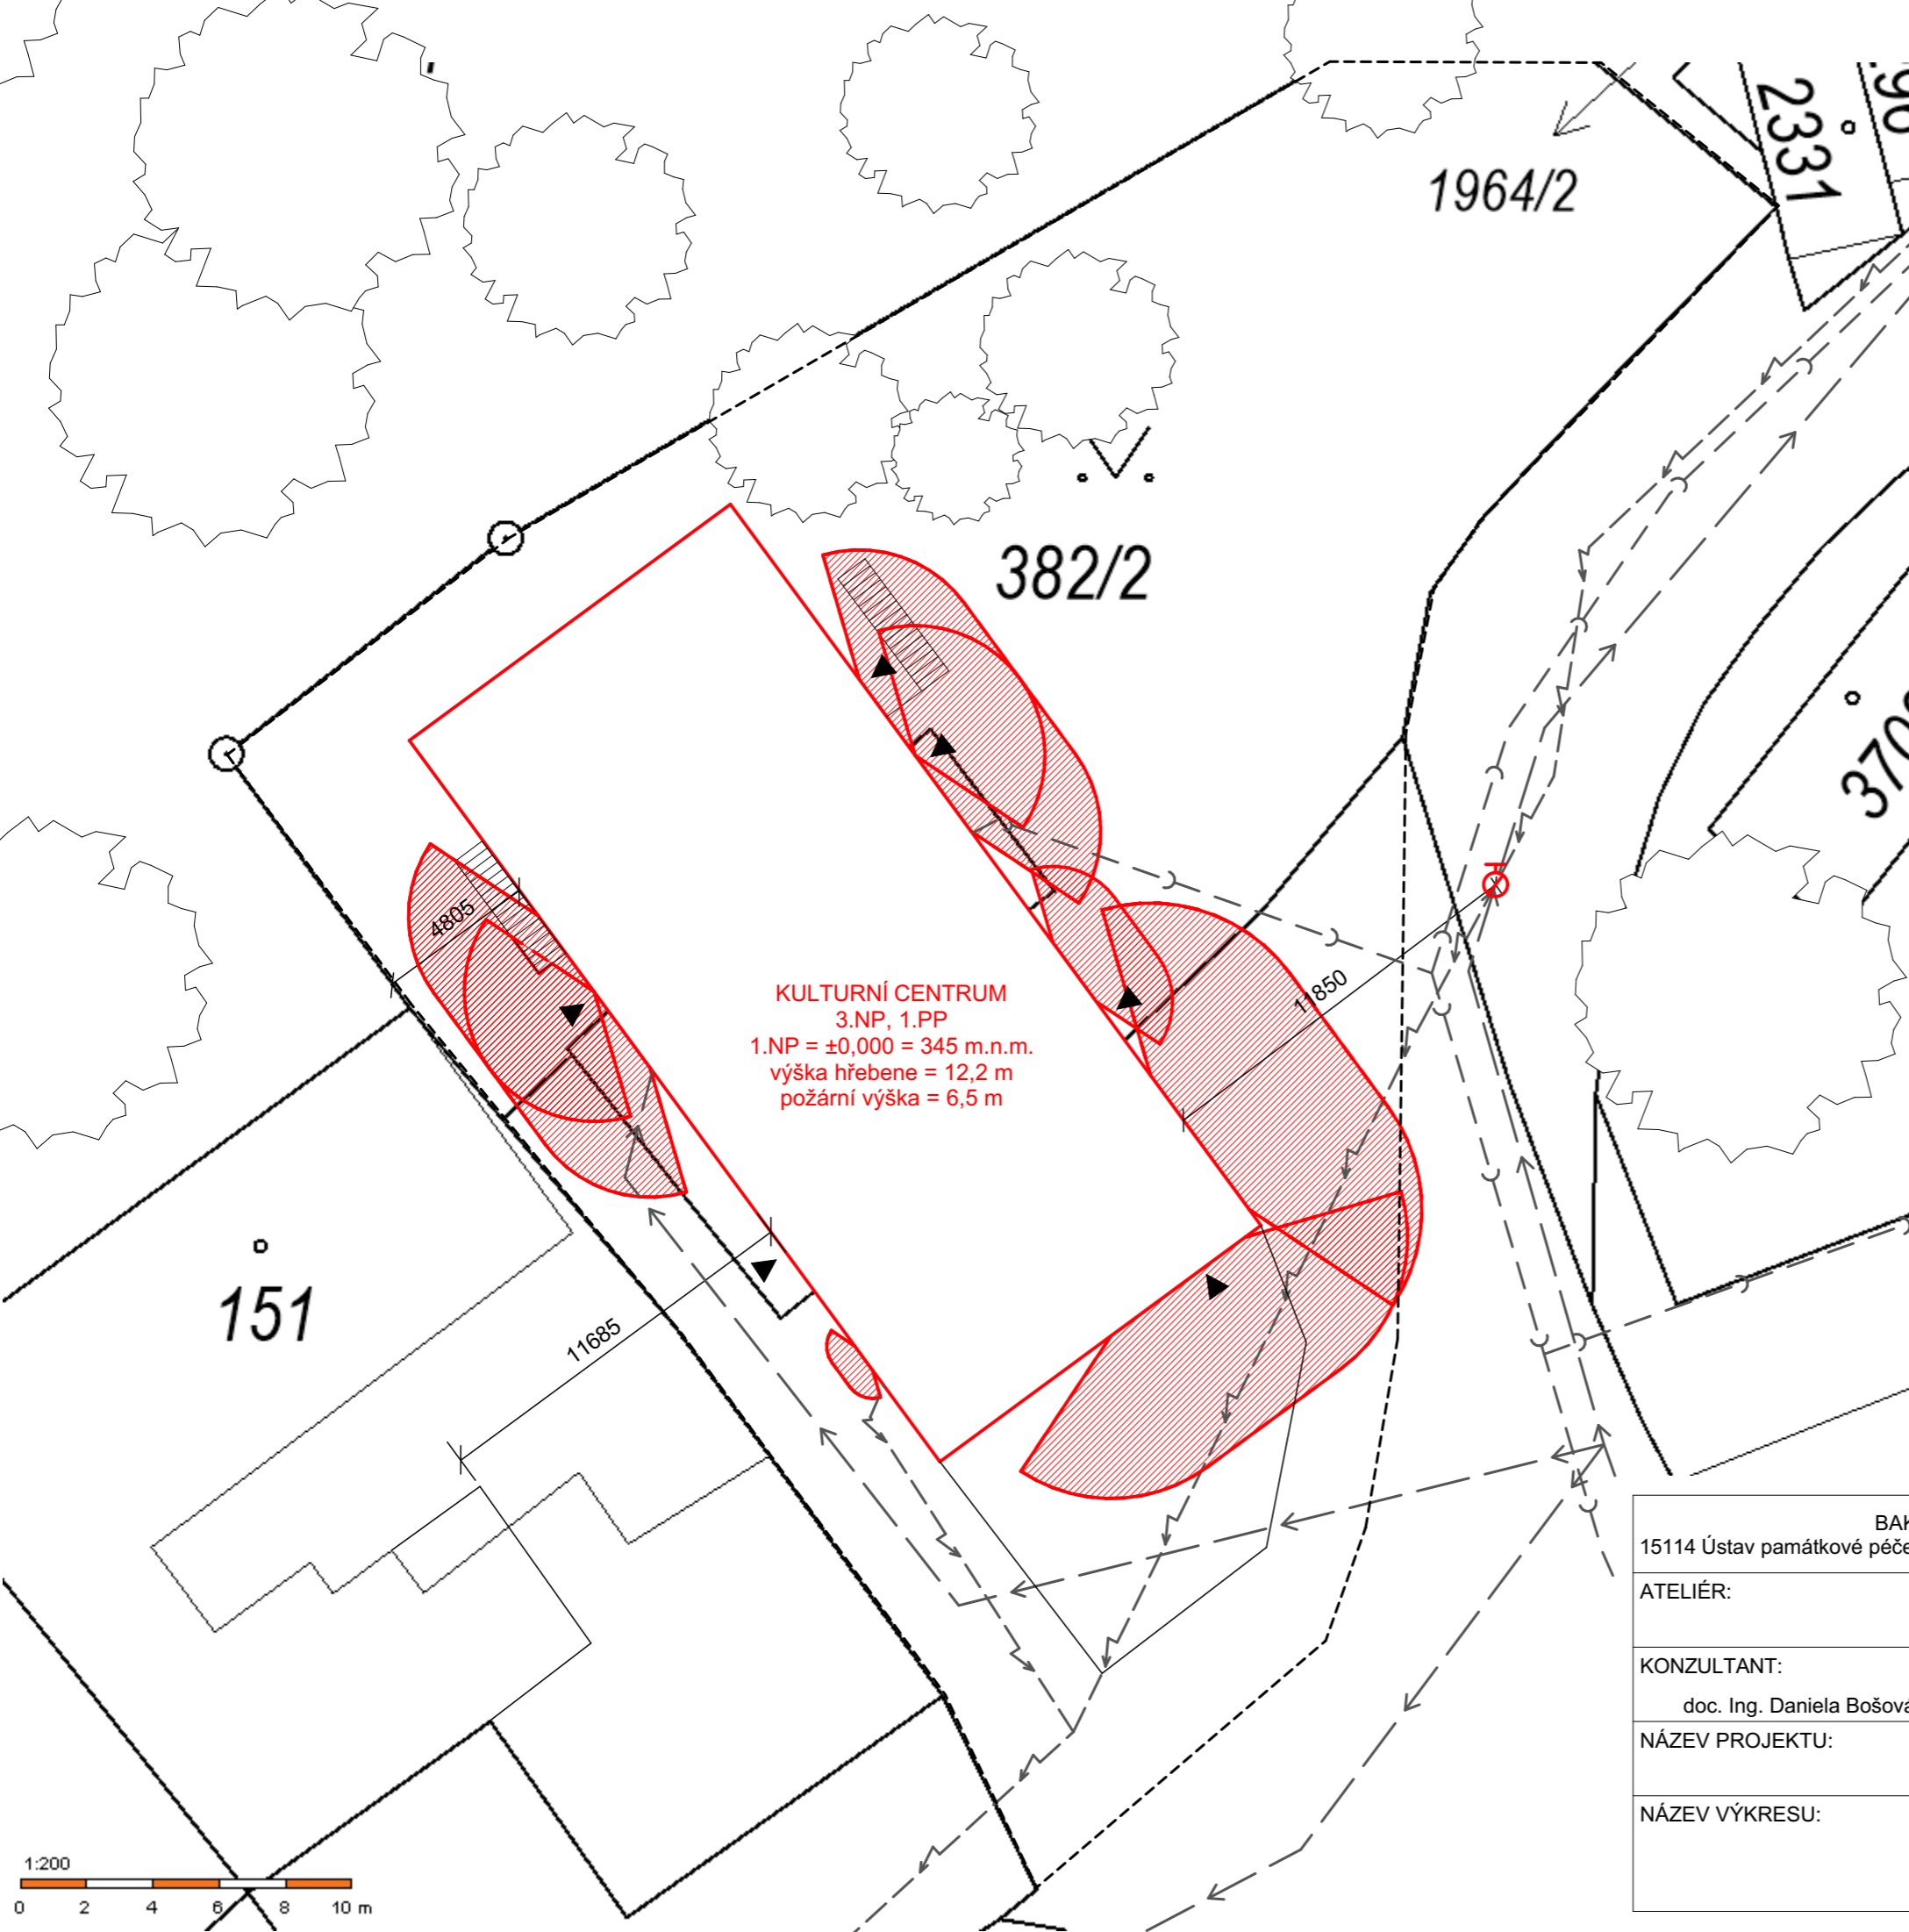 2331
1964/2
382/2
4805
KULTURNÍ CENTRUM
3.NP, 1.PP
1.NP = ±0,000 = 345 m.n.m.
výška hřebene = 12,2 m
požární výška = 6,5 m
11850
151
11685
15114 Ústav památkové péče
ATELIÉR:
KONZULTANT:
doc. Ing. Daniela Bošová
NÁZEV PROJEKTU:
NÁZEV VÝKRESU:
1:200
0 2 4 6 8 10 m